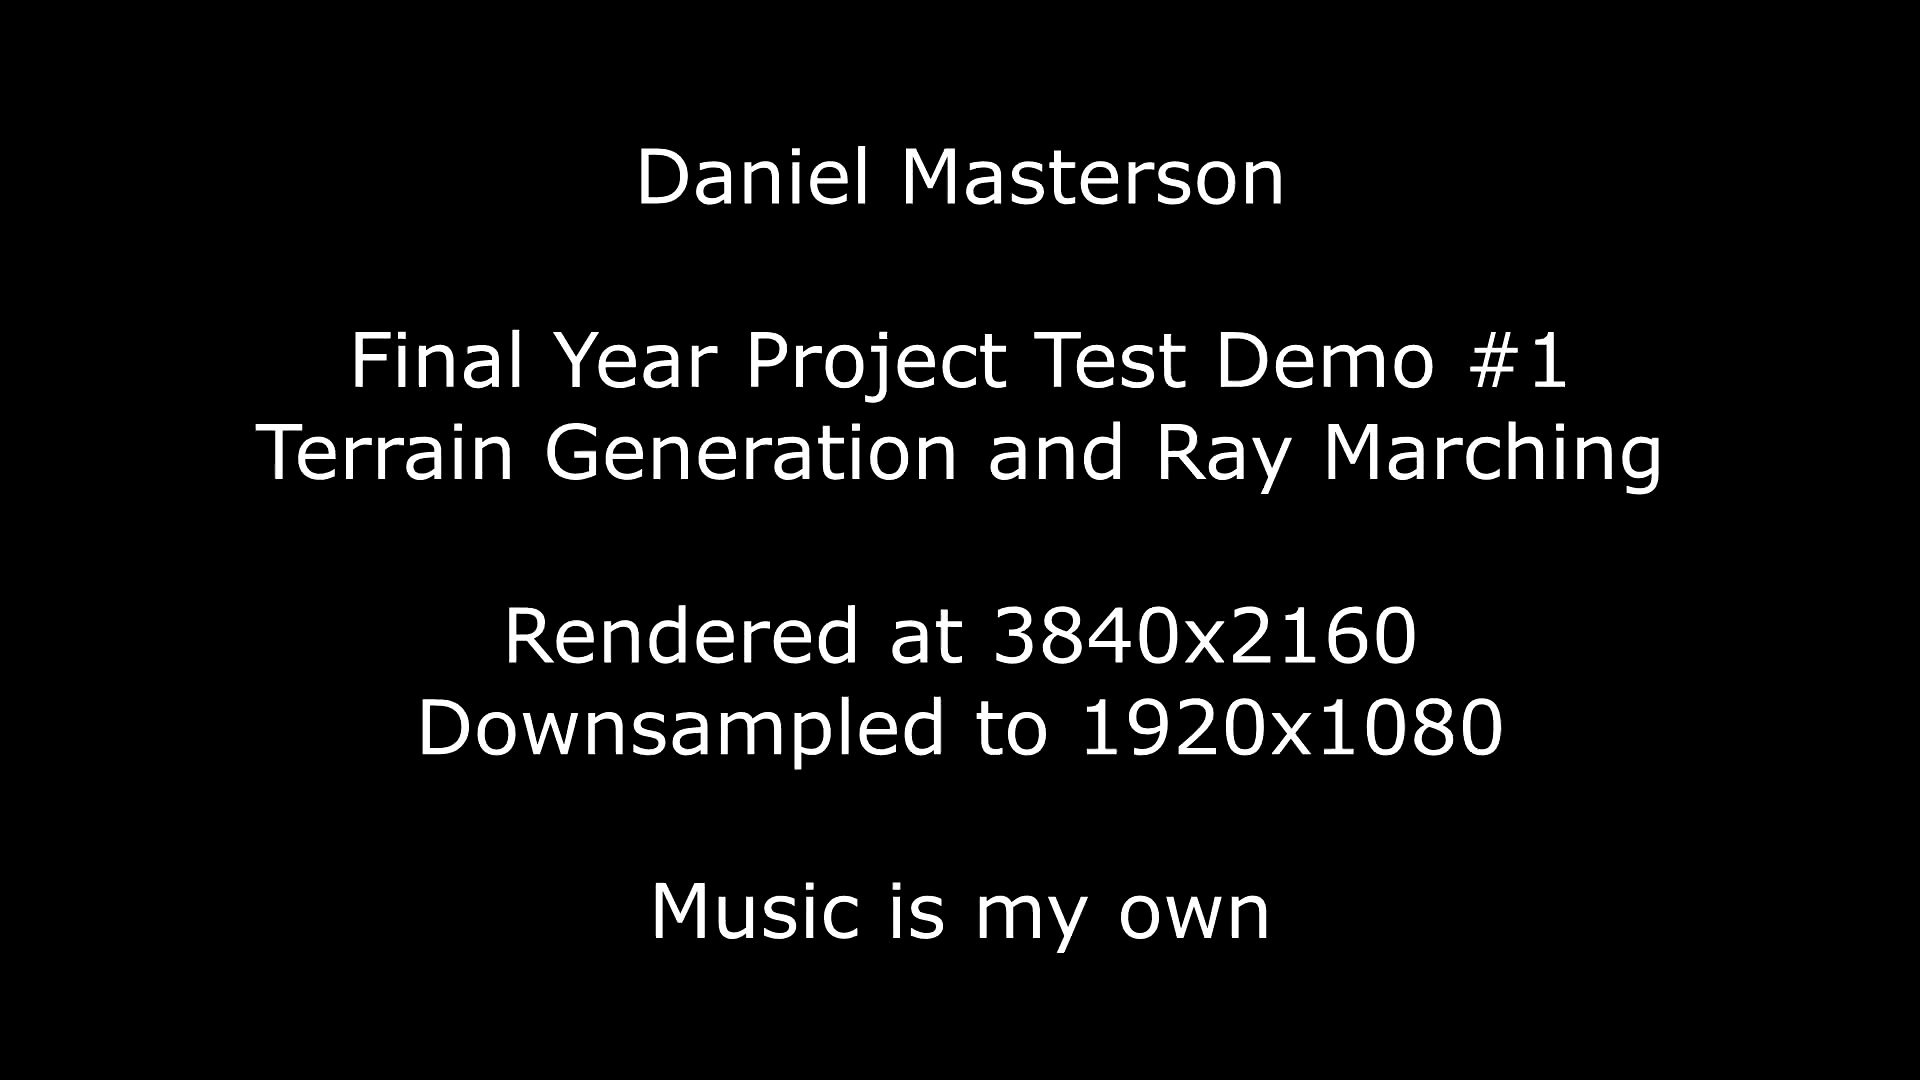 Daniel Masterson
Final Year Project Test Demo #1
Terrain Generation and Ray Marching
Rendered at 3840x2160
Downsampled to 1920x1080
Music is my own